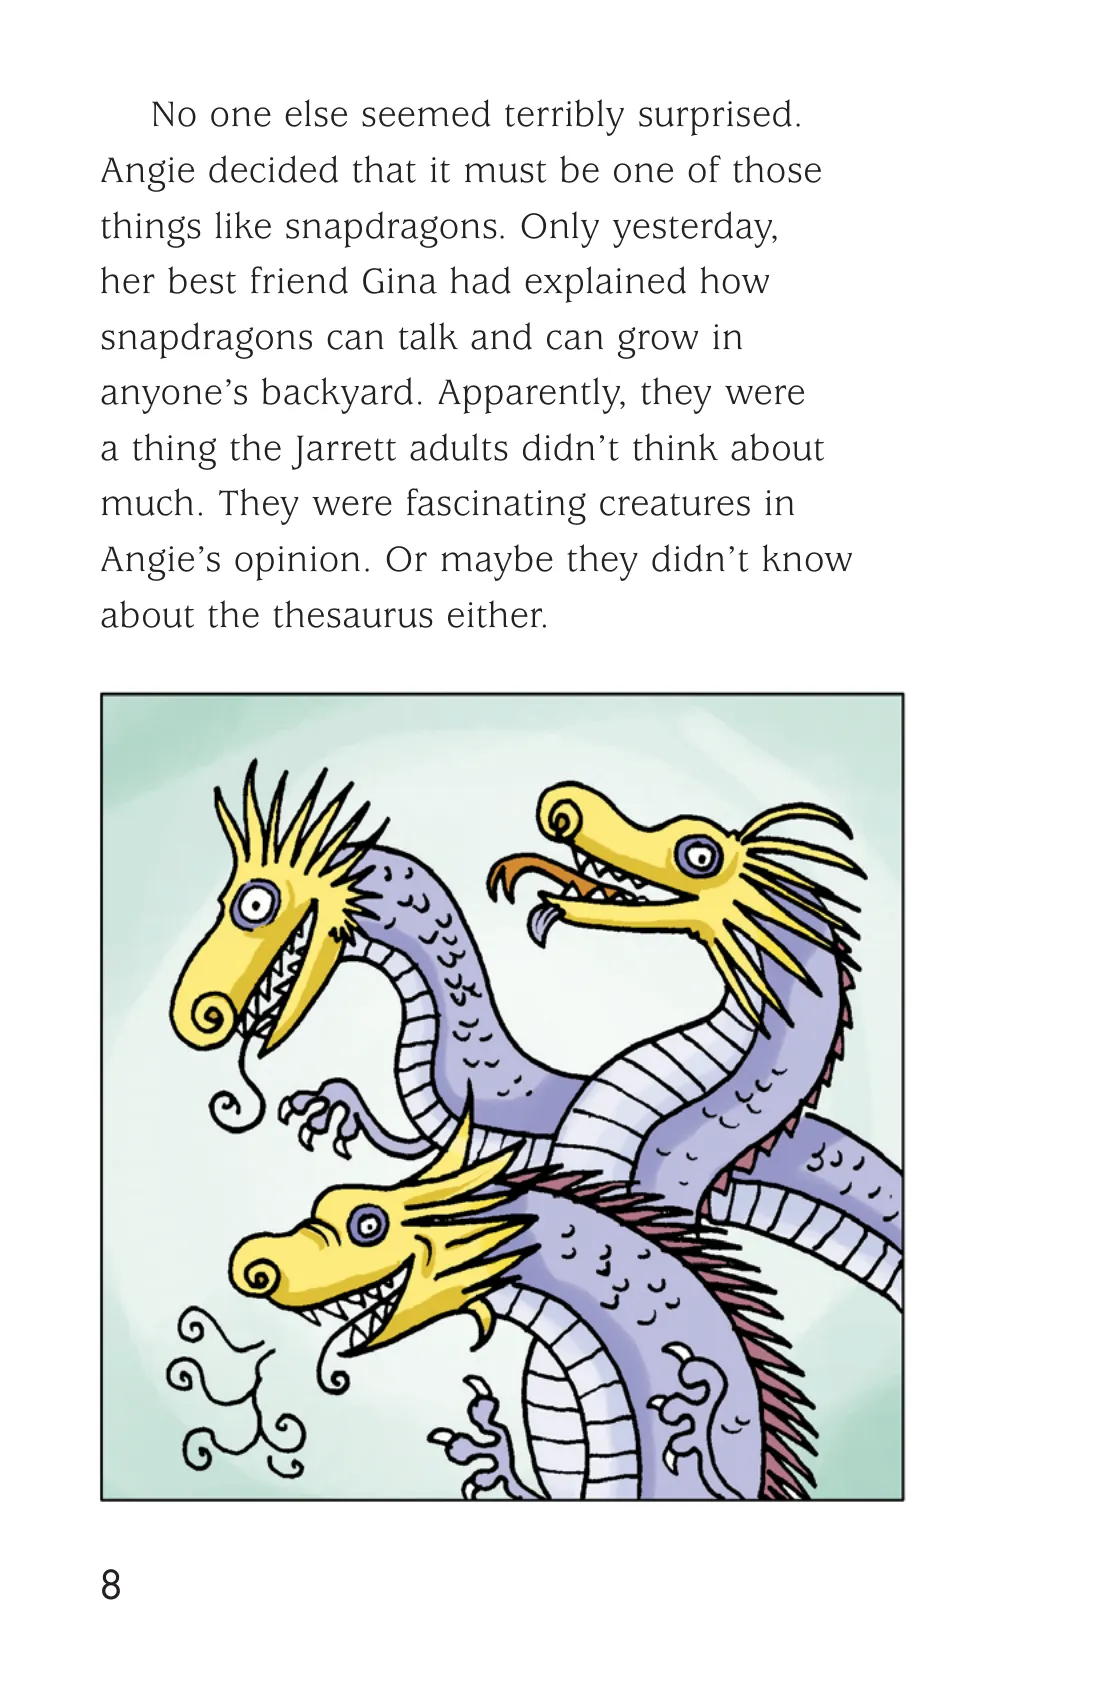 No one else seemed terribly surprised.
Angie decided that it must be one of those
things like snapdragons. Only yesterday,
her best friend Gina had explained how
snapdragons can talk and can grow in
anyone’s backyard. Apparently, they were
a thing the Jarrett adults didn’t think about
much. They were fascinating creatures in
Angie’s opinion. Or maybe they didn’t know
about the thesaurus either.
8